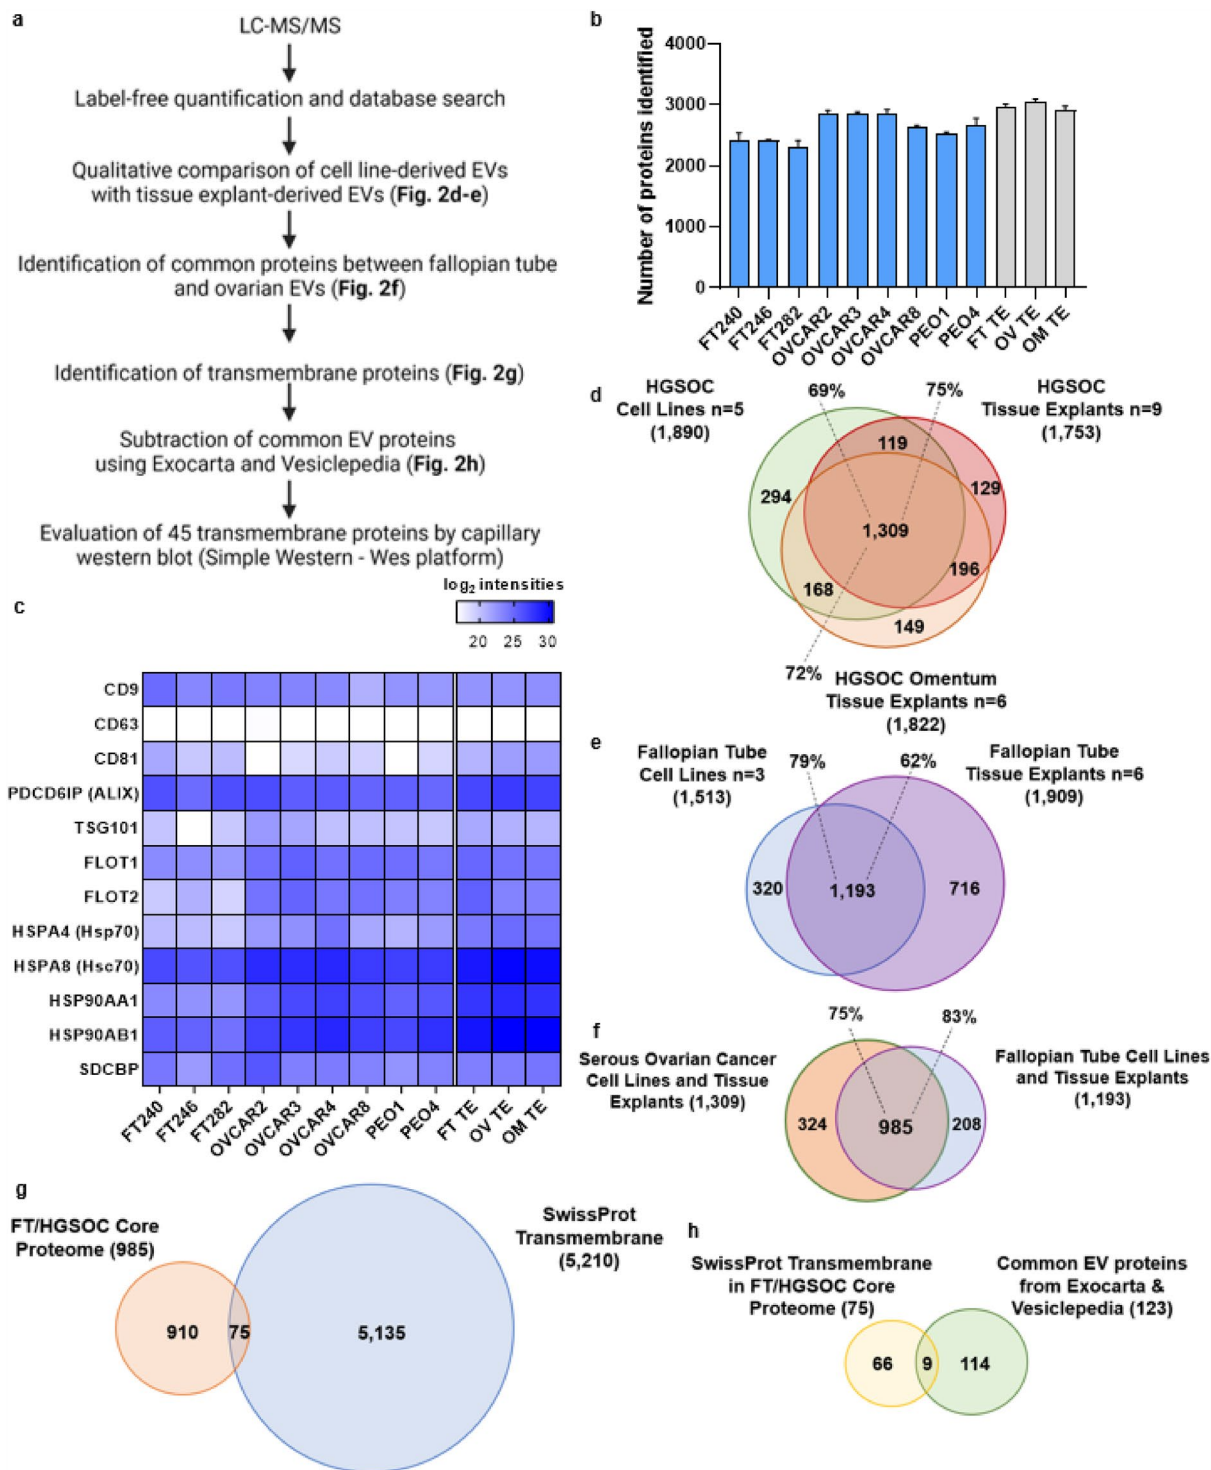 a
LC-MS/MS
Label-free quantification and database search
Qualitative comparison of cell line-derived EVs
with tissue explant-derived EVs (Fig. 2d-e)
Identification of common proteins between fallopian tube
and ovarian EVs (Fig. 2f)
Identification of transmembrane proteins (Fig. 2g)
Subtraction of common EV proteins
using Exocarta and Vesiclepedia (Fig. 2h)
Evaluation of 45 transmembrane proteins by capillary
western blot (Simple Western - Wes platform)
b
Number of proteins identified
4000
3000
2000
1000
0
FT240
FT246
FT282
OVCAR2
OVCAR3
OVCAR4
OVCAR8
PEO1
PEO4
FT TE
OV TE
OM TE
c
log2 intensities
20 25 30
CD9
CD63
CD81
PDCD6IP (ALIX)
TSG101
FLOT1
FLOT2
HSPA4 (Hsp70)
HSPA8 (Hsc70)
HSP90AA1
HSP90AB1
SDCBP
FT240
FT246
FT282
OVCAR2
OVCAR3
OVCAR4
OVCAR8
PEO1
PEO4
FT TE
OV TE
OM TE
d
HGSOC
Cell Lines n=5
(1,890)
69%
75%
HGSOC
Tissue Explants n=9
(1,753)
119
294
129
1,309
196
168
149
72%
HGSOC Omentum
Tissue Explants n=6
(1,822)
e
Fallopian Tube
Cell Lines n=3
(1,513)
79%
62%
Fallopian Tube
Tissue Explants n=6
(1,909)
320
1,193
716
f
75%
83%
Serous Ovarian Cancer
Cell Lines and Tissue
Explants (1,309)
Fallopian Tube Cell Lines
and Tissue Explants
(1,193)
324
985
208
g
FT/HGSOC Core
Proteome (985)
SwissProt
Transmembrane
(5,210)
910
75
5,135
h
SwissProt Transmembrane
in FT/HGSOC Core
Proteome (75)
Common EV proteins
from Exocarta &
Vesiclepedia (123)
66
9
114